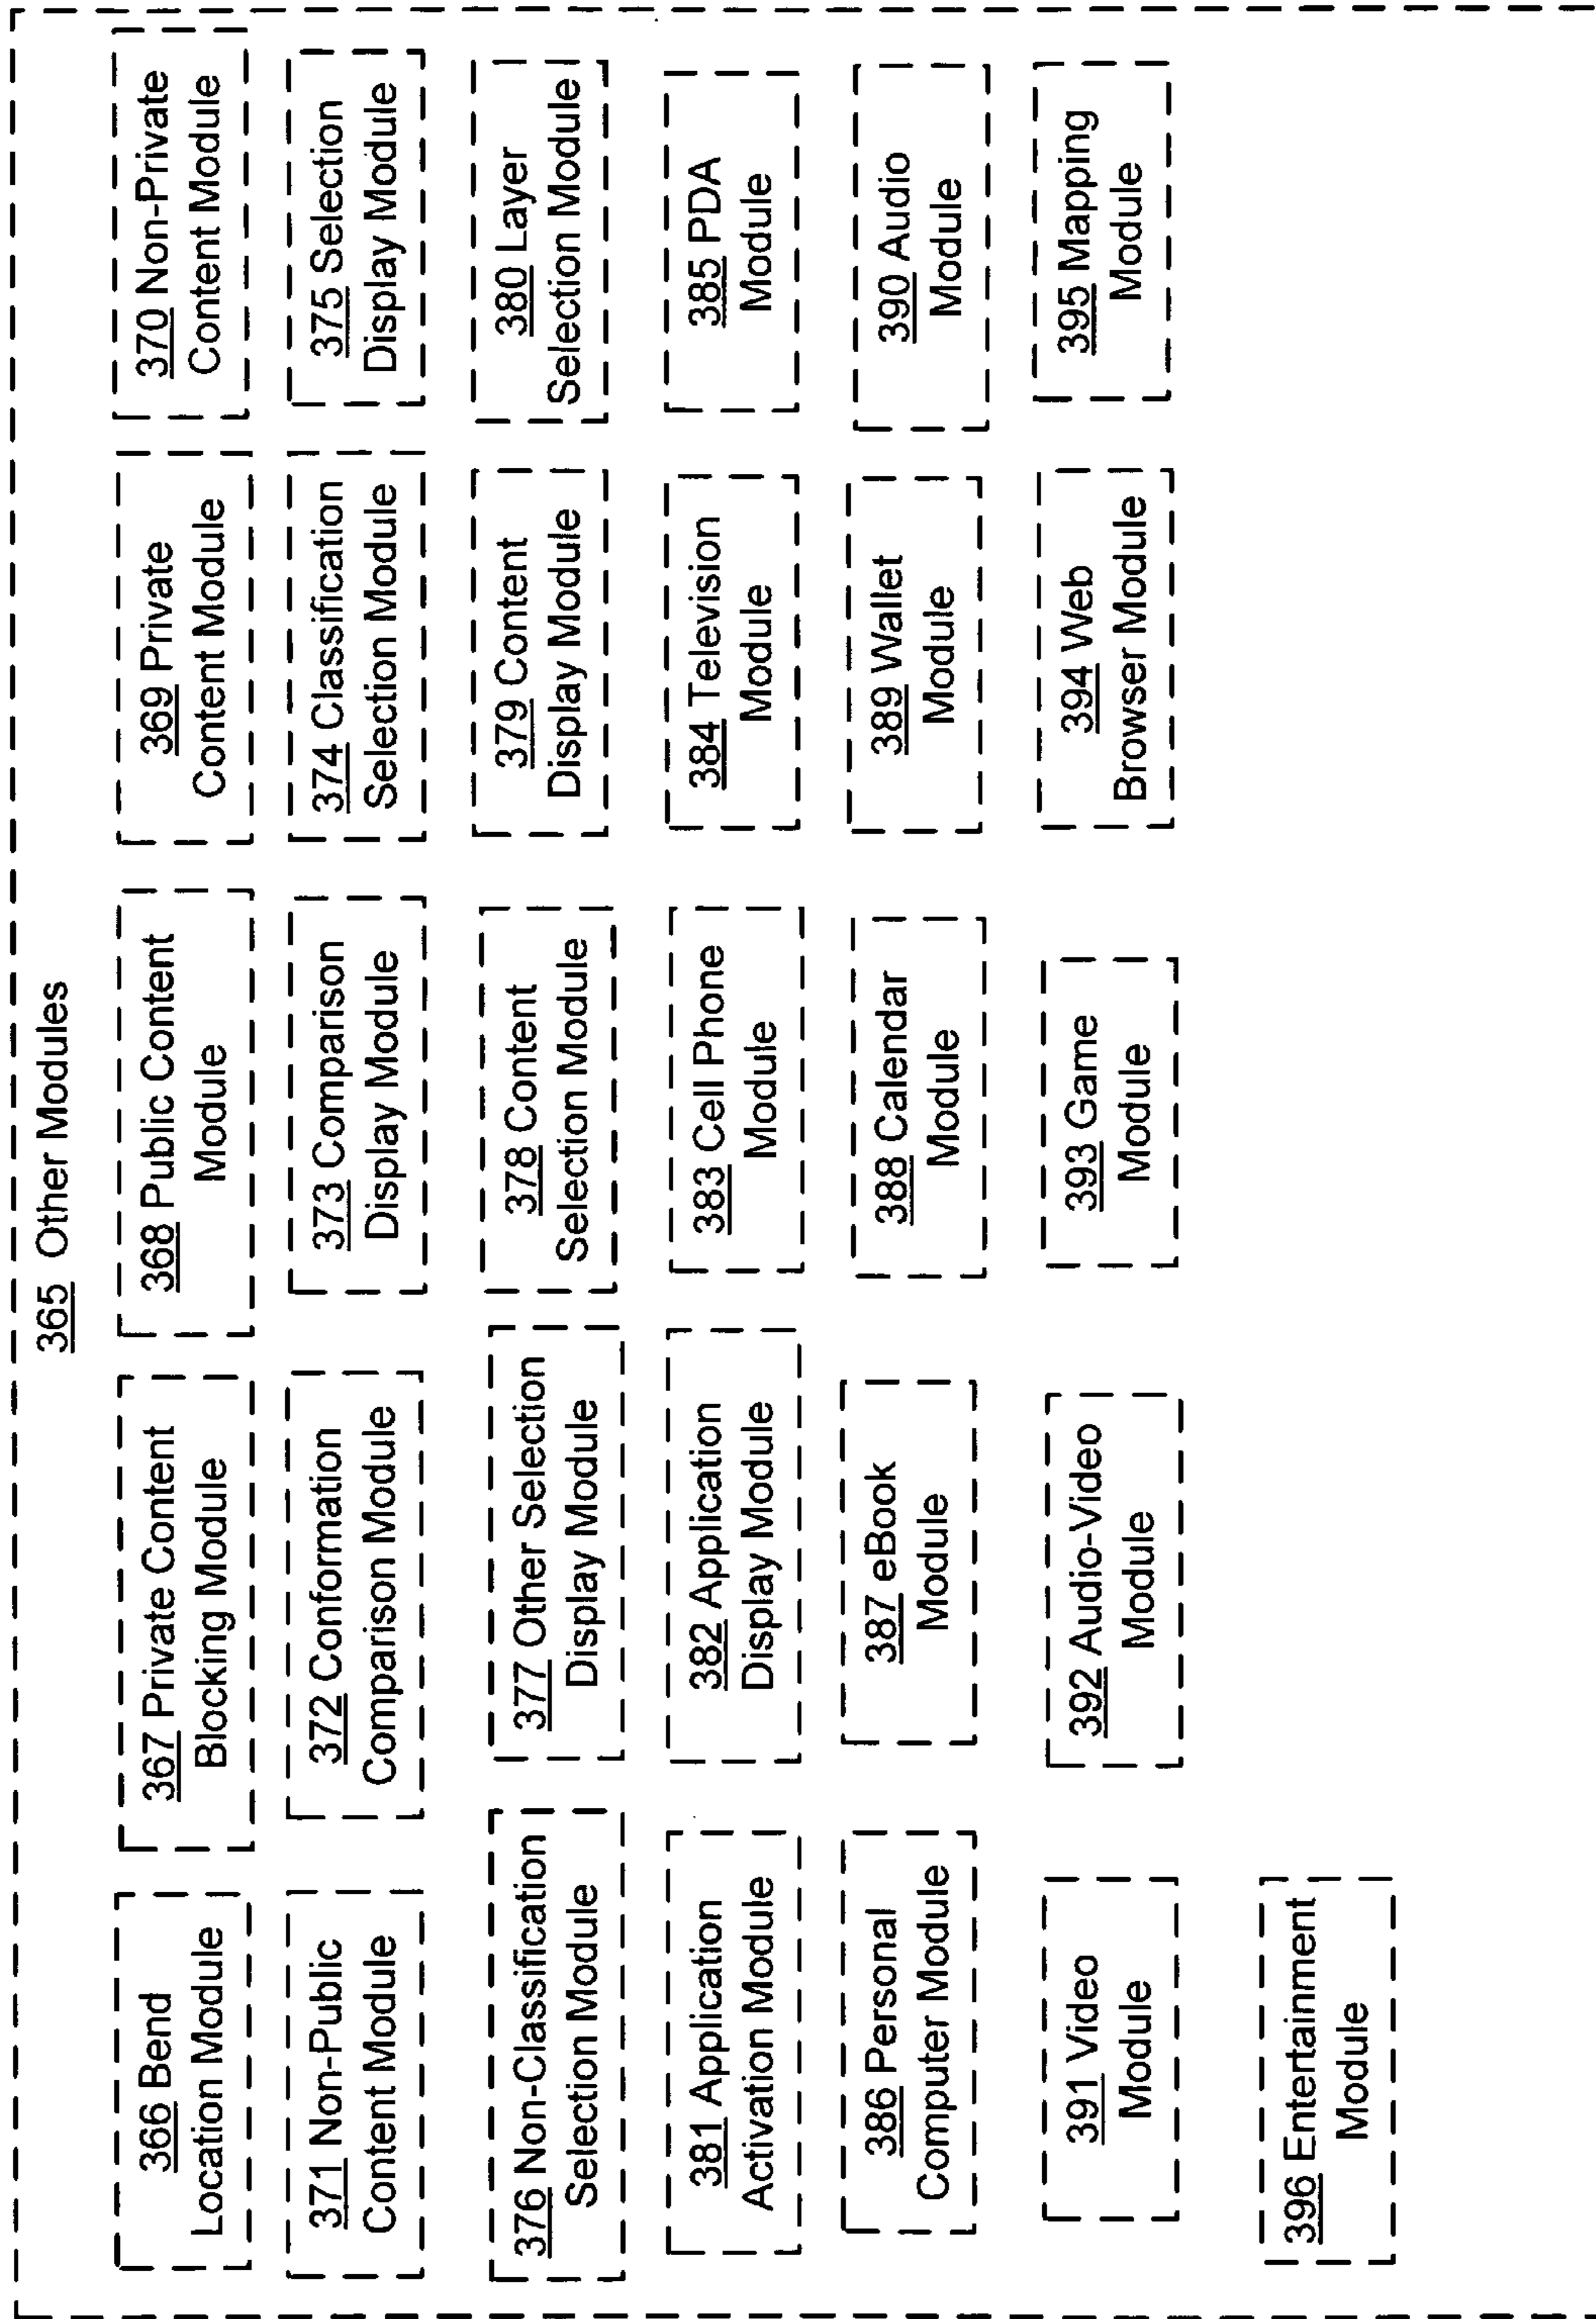 365 Other Modules
366 Bend
Location Module
367 Private Content
Blocking Module
368 Public Content
Module
369 Private
Content Module
370 Non-Private
Content Module
371 Non-Public
Content Module
372 Conformation
Comparison Module
373 Comparison
Display Module
374 Classification
Selection Module
375 Selection
Display Module
376 Non-Classification
Selection Module
377 Other Selection
Display Module
378 Content
Selection Module
379 Content
Display Module
380 Layer
Selection Module
381 Application
Activation Module
382 Application
Display Module
383 Cell Phone
Module
384 Television
Module
385 PDA
Module
386 Personal
Computer Module
387 eBook
Module
388 Calendar
Module
389 Wallet
Module
390 Audio
Module
391 Video
Module
392 Audio-Video
Module
393 Game
Module
394 Web
Browser Module
395 Mapping
Module
396 Entertainment
Module